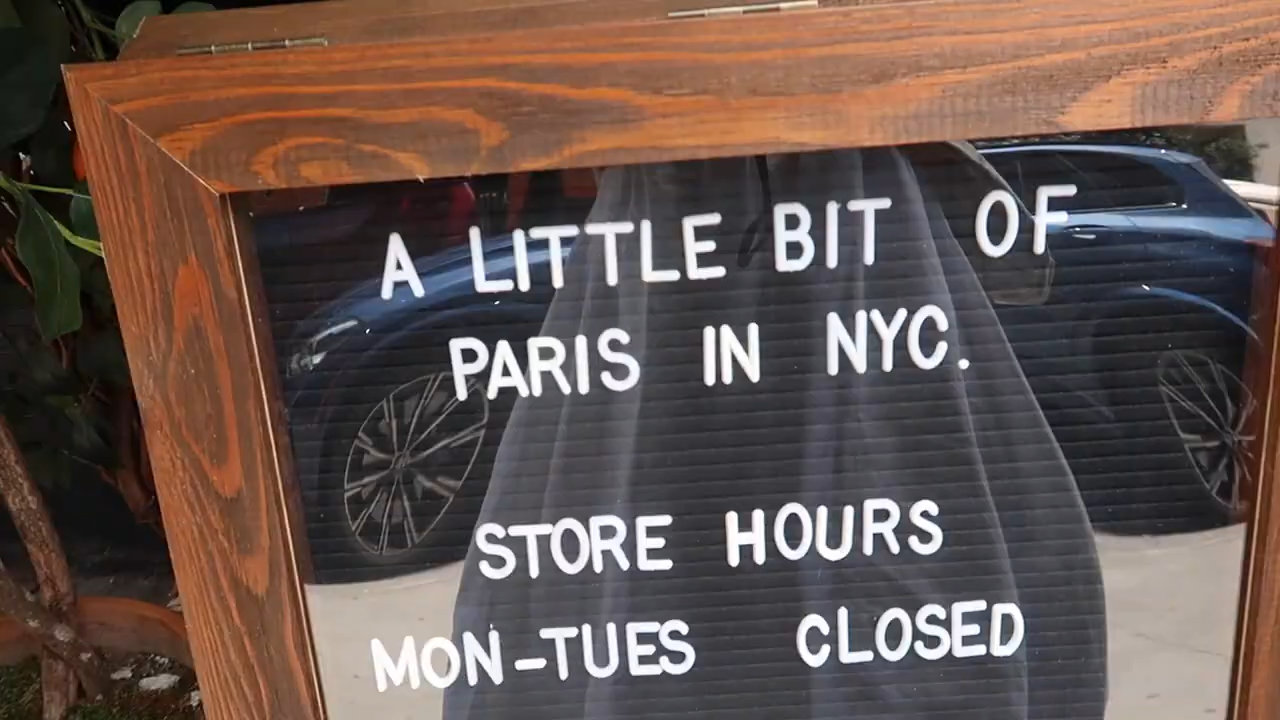 A LITTLE BIT OF
PARIS IN NYC.
STORE HOURS
MON-TUES CLOSED